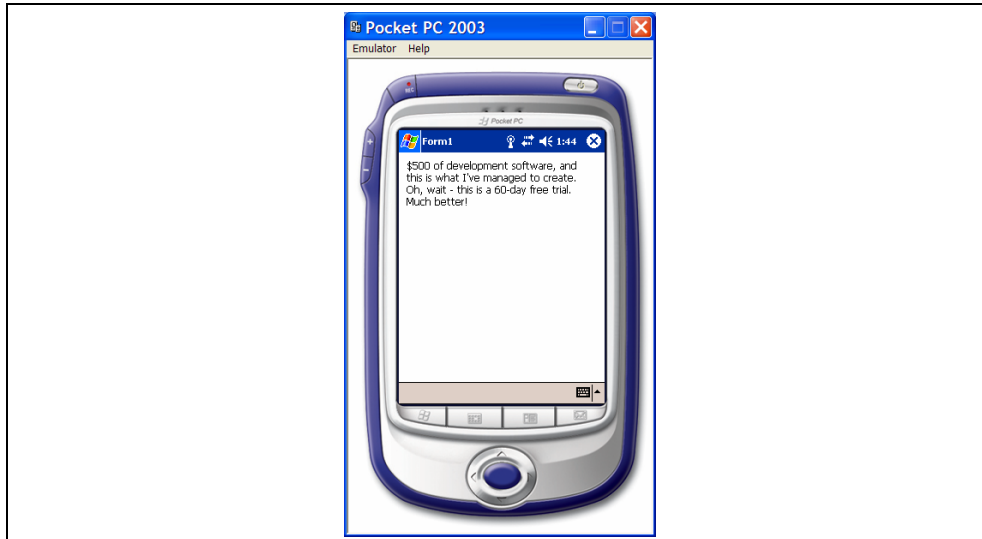 Pocket PC 2003
Emulator Help
REC
Pocket PC
Form1 1:44
$500 of development software, and
this is what I've managed to create.
Oh, wait - this is a 60-day free trial.
Much better!